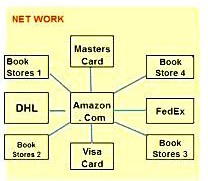 NET WORK
Masters
Card
Book
Stores 1
Book
Store 4
DHL
Amazon
. Com
FedEx
Book
Stores 2
Visa
Card
Book
Stores 3